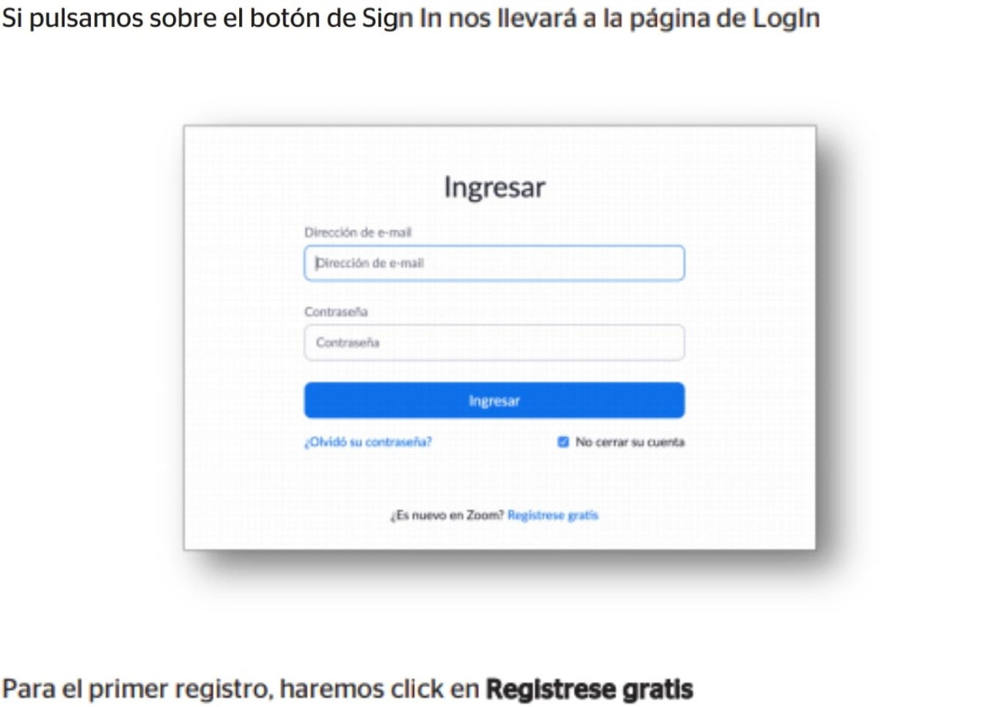 Si pulsamos sobre el botón de Sign In nos llevará a la página de LogIn
Ingresar
Dirección de e-mail
Dirección de e-mail
Contraseña
Contraseña
Ingresar
¿Olvidó su contraseña?
No cerrar su cuenta
¿Es nuevo en Zoom? Regístrese gratis
Para el primer registro, haremos click en Registrese gratis